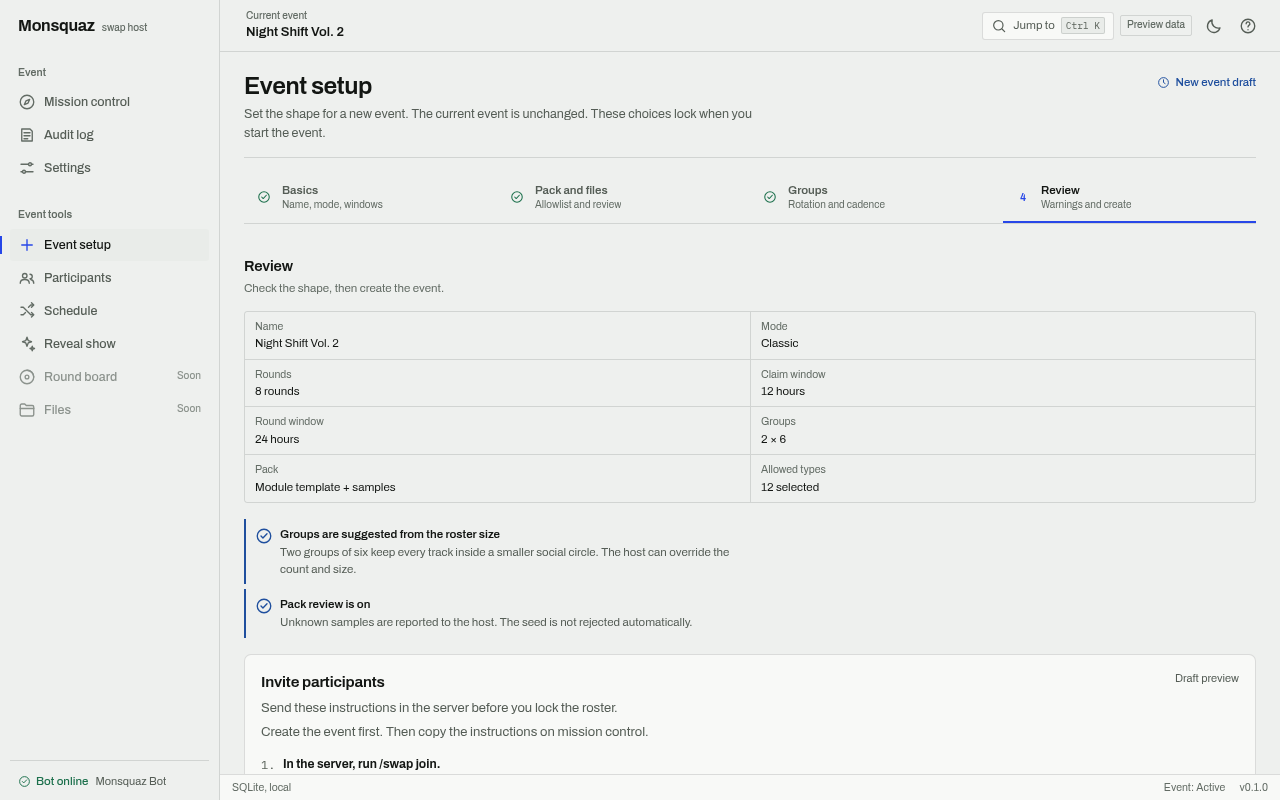 Monsquaz swap host
Event
Mission control
Audit log
Settings
Event tools
Event setup
Participants
Schedule
Reveal show
Round board Soon
Files Soon
Bot online Monsquaz Bot
Current event
Night Shift Vol. 2
Jump to Ctrl K
Preview data
Event setup
New event draft
Set the shape for a new event. The current event is unchanged. These choices lock when you
start the event.
Basics
Name, mode, windows
Pack and files
Allowlist and review
Groups
Rotation and cadence
4 Review
Warnings and create
Review
Check the shape, then create the event.
Name
Night Shift Vol. 2
Mode
Classic
Rounds
8 rounds
Claim window
12 hours
Round window
24 hours
Groups
2 × 6
Pack
Module template + samples
Allowed types
12 selected
Groups are suggested from the roster size
Two groups of six keep every track inside a smaller social circle. The host can override the
count and size.
Pack review is on
Unknown samples are reported to the host. The seed is not rejected automatically.
Invite participants
Draft preview
Send these instructions in the server before you lock the roster.
Create the event first. Then copy the instructions on mission control.
1. In the server, run /swap join.
SQLite, local
Event: Active v0.1.0